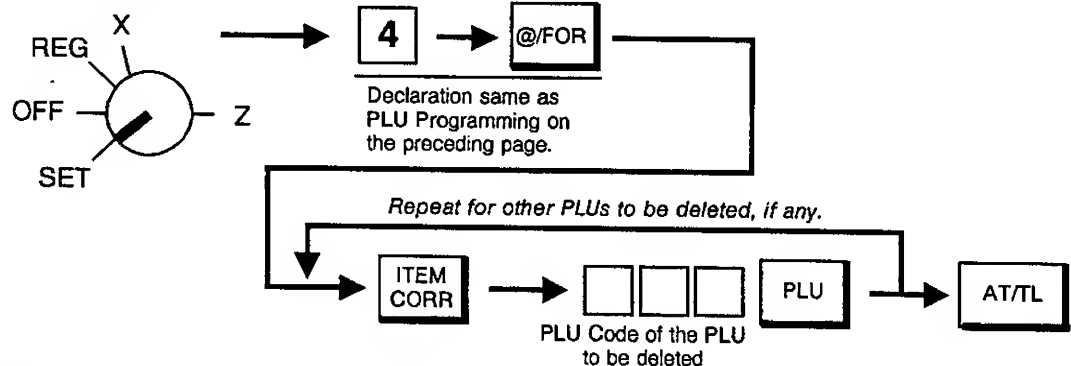 X
REG
OFF
Z
SET
4
@/FOR
Declaration same as
PLU Programming on
the preceding page.
Repeat for other PLUs to be deleted, if any.
ITEM
CORR
PLU
AT/TL
PLU Code of the PLU
to be deleted